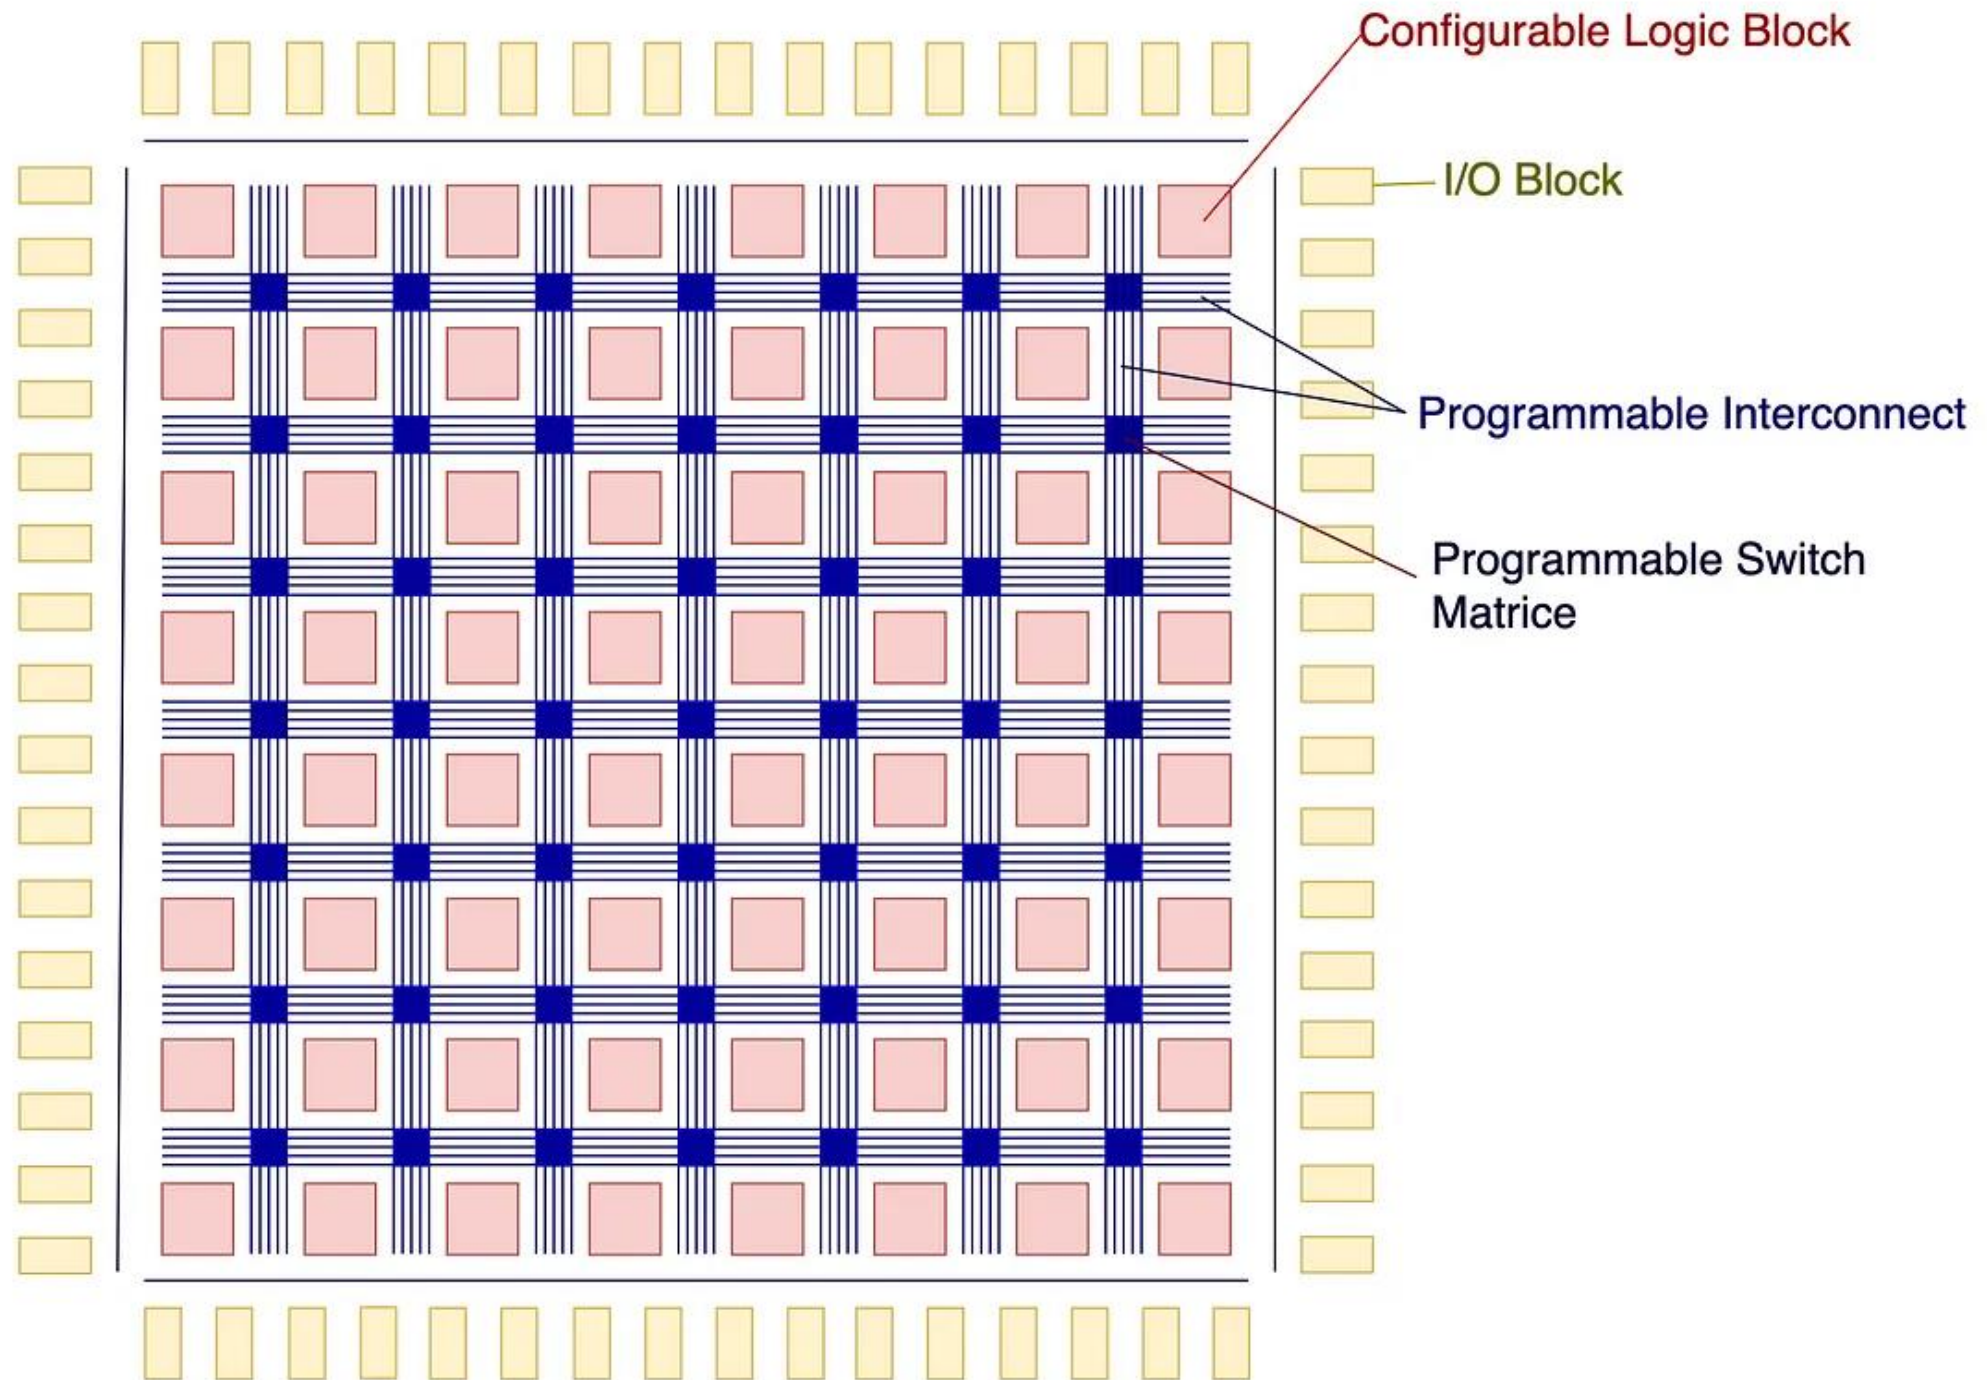 Configurable Logic Block
I/O Block
Programmable Interconnect
Programmable Switch
Matrice